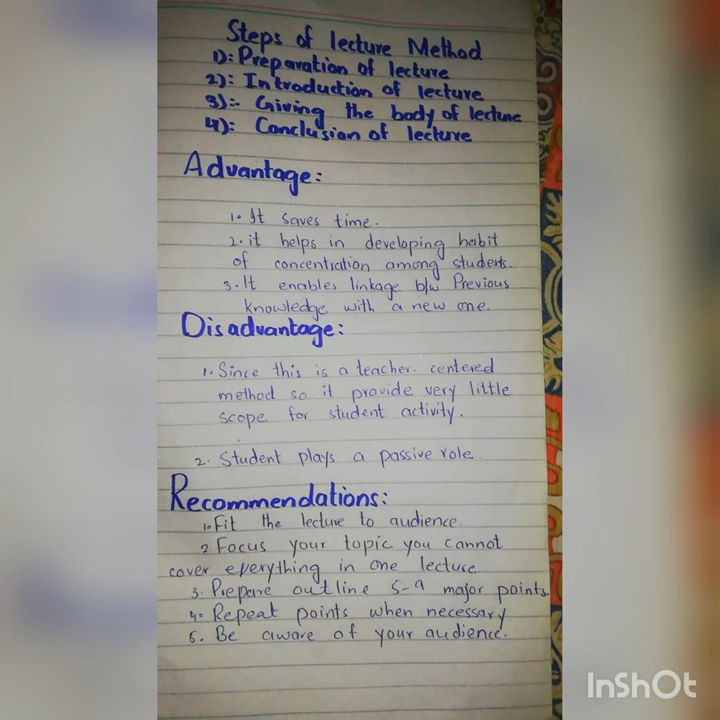 Steps of lecture Method
1): Preparation of lecture
2): Introduction of lecture
3):- Giving the body of lecture
4): Conclusion of lecture
Advantage:
1. It saves time.
2. it helps in developing habit
of concentration among students.
3. It enables linkage b/w Previous
knowledge with a new one.
Disadvantage:
1. Since this is a teacher. centered
method so it provide very little
scope for student activity.
2. Student plays a passive role.
Recommendations:
1. Fit the lecture to audience.
2 Focus your topic you cannot
cover everything in one lecture
3. Prepare outline 5-9 major points.
4. Repeat points when necessary
5. Be aware of your audience.
InShOt